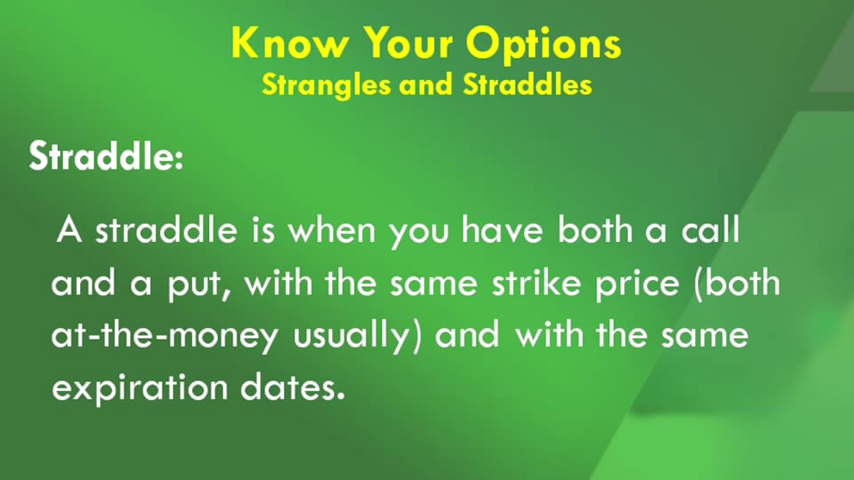 Know Your Options
Strangles and Straddles
Straddle:
A straddle is when you have both a call
and a put, with the same strike price (both
at-the-money usually) and with the same
expiration dates.